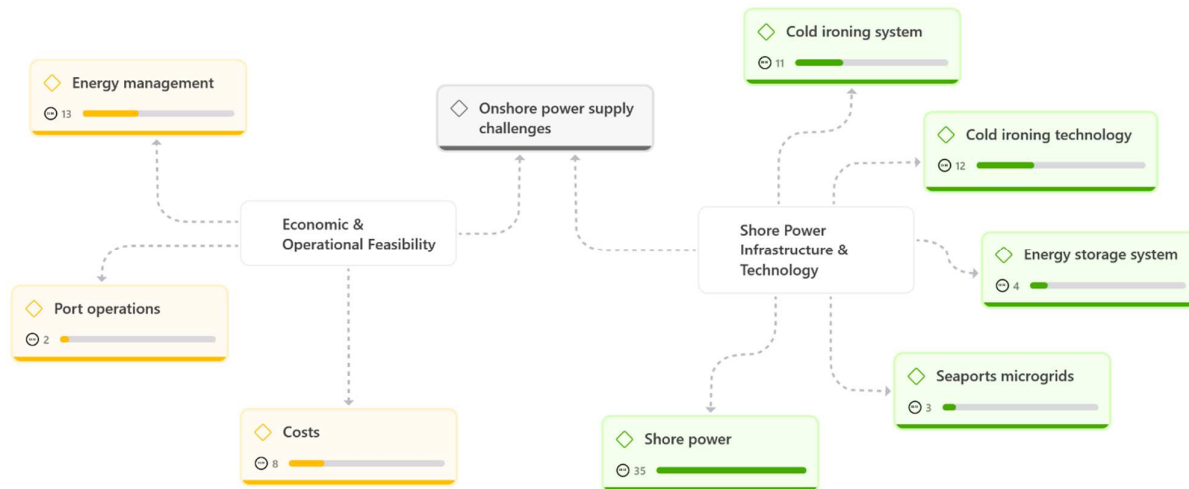 Cold ironing system
11
Energy management
13
Onshore power supply
challenges
Cold ironing technology
12
Economic &
Operational Feasibility
Shore Power
Infrastructure &
Technology
Energy storage system
4
Port operations
2
Seaports microgrids
3
Costs
8
Shore power
35